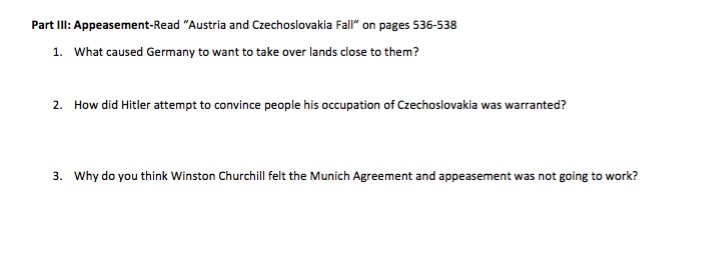 Part III: Appeasement-Read "Austria and Czechoslovakia Fall" on pages 536-538
1. What caused Germany to want to take over lands close to them?
2. How did Hitler attempt to convince people his occupation of Czechoslovakia was warranted?
3. Why do you think Winston Churchill felt the Munich Agreement and appeasement was not going to work?